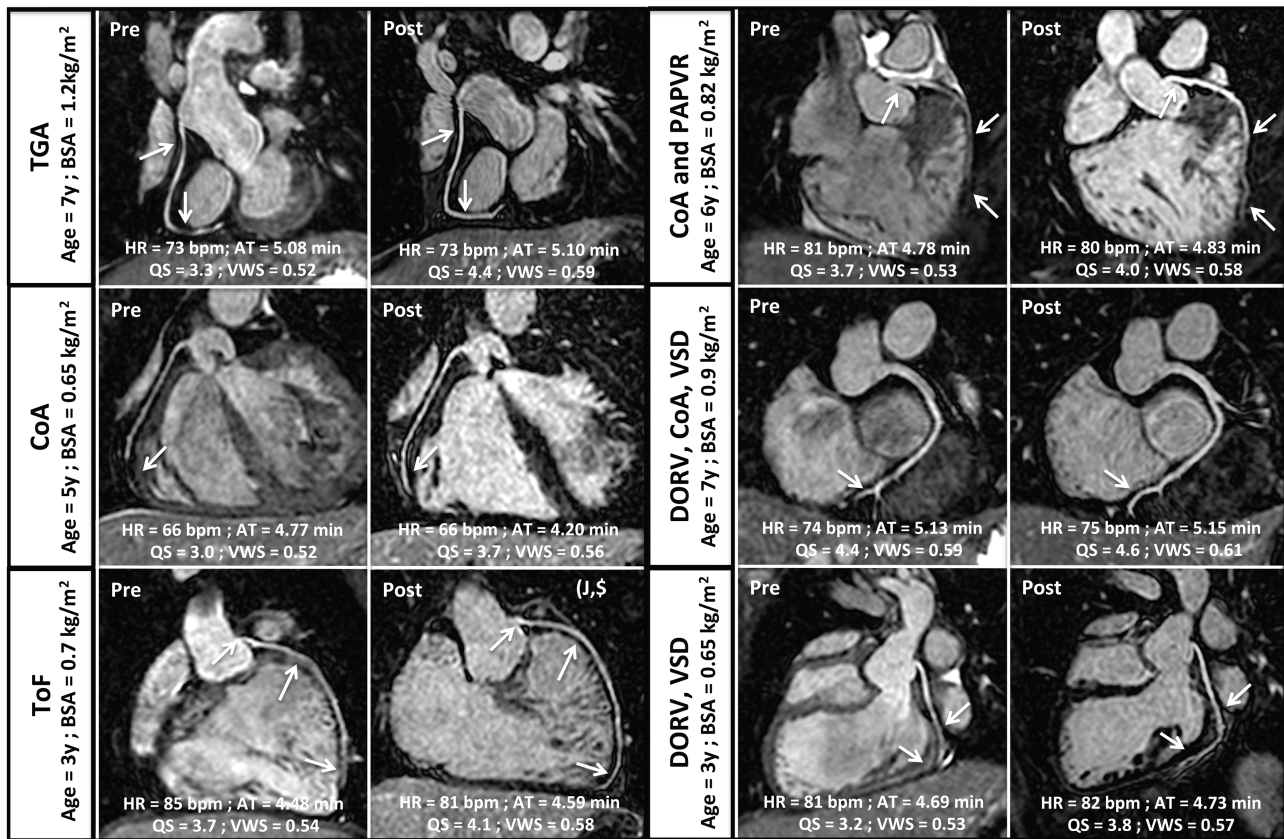 TGA
Age = 7y ; BSA = 1.2kg/m²
Pre
HR = 73 bpm; AT = 5.08 min
QS = 3.3 ; VWS = 0.52
Post
HR = 73 bpm ; AT = 5.10 min
QS = 4.4 ; VWS = 0.59
CoA and PAPVR
Age = 6y ; BSA = 0.82 kg/m²
Pre
HR = 81 bpm ; AT = 4.78 min
QS = 3.7 ; VWS = 0.53
Post
HR = 80 bpm ; AT = 4.83 min
QS = 4.0 ; VWS = 0.58
CoA
Age = 5y ; BSA = 0.65 kg/m²
Pre
HR = 66 bpm ; AT = 4.77 min
QS = 3.0 ; VWS = 0.52
Post
HR = 66 bpm ; AT = 4.20 min
QS = 3.7 ; VWS = 0.56
DORV, CoA, VSD
Age = 7y ; BSA = 0.9 kg/m²
Pre
HR = 74 bpm ; AT = 5.13 min
QS = 4.4 ; VWS = 0.59
Post
HR = 75 bpm ; AT = 5.15 min
QS = 4.6 ; VWS = 0.61
ToF
Age = 3y ; BSA = 0.7 kg/m²
Pre
HR = 85 bpm ; AT = 4.48 min
QS = 3.7 ; VWS = 0.54
Post
(J,$
HR = 81 bpm ; AT = 4.59 min
QS = 4.1 ; VWS = 0.58
DORV, VSD
Age = 3y ; BSA = 0.65 kg/m²
Pre
HR = 81 bpm ; AT = 4.69 min
QS = 3.2 ; VWS = 0.53
Post
HR = 82 bpm ; AT = 4.73 min
QS = 3.8 ; VWS = 0.57